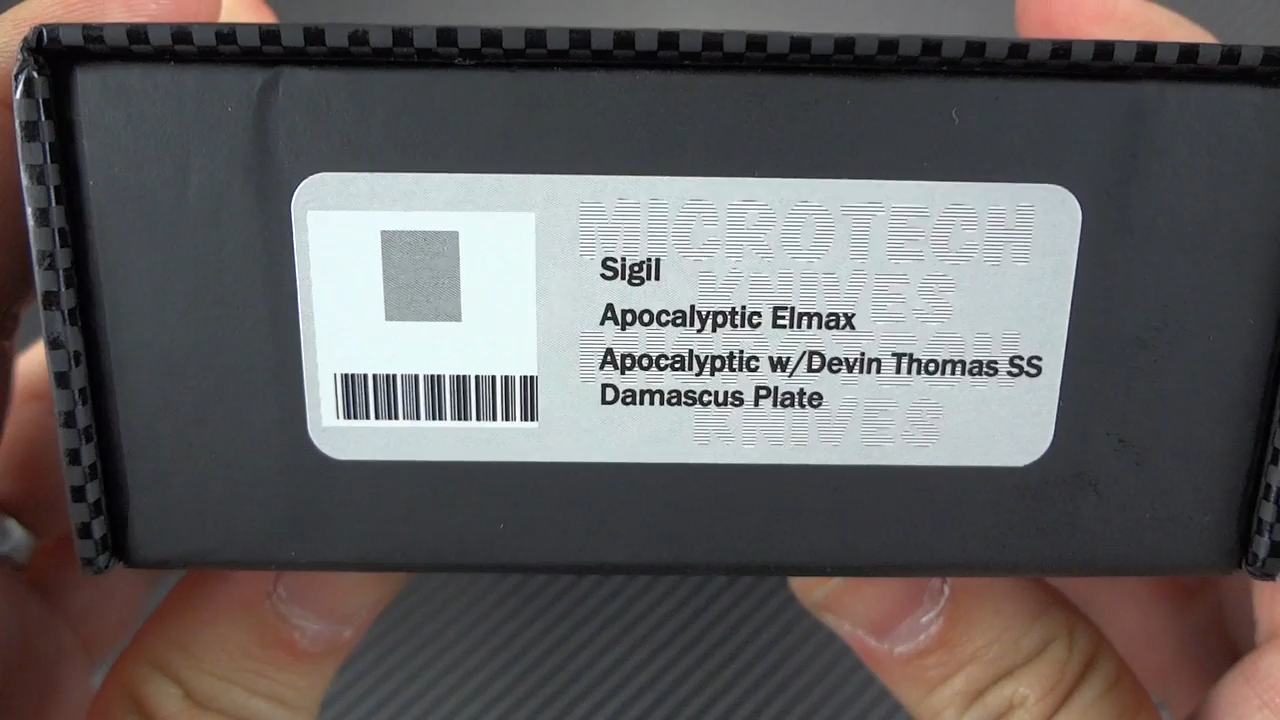 MICROTECH
KNIVES
MICROTECH
KNIVES
Sigil
Apocalyptic Elmax
Apocalyptic w/Devin Thomas SS
Damascus Plate